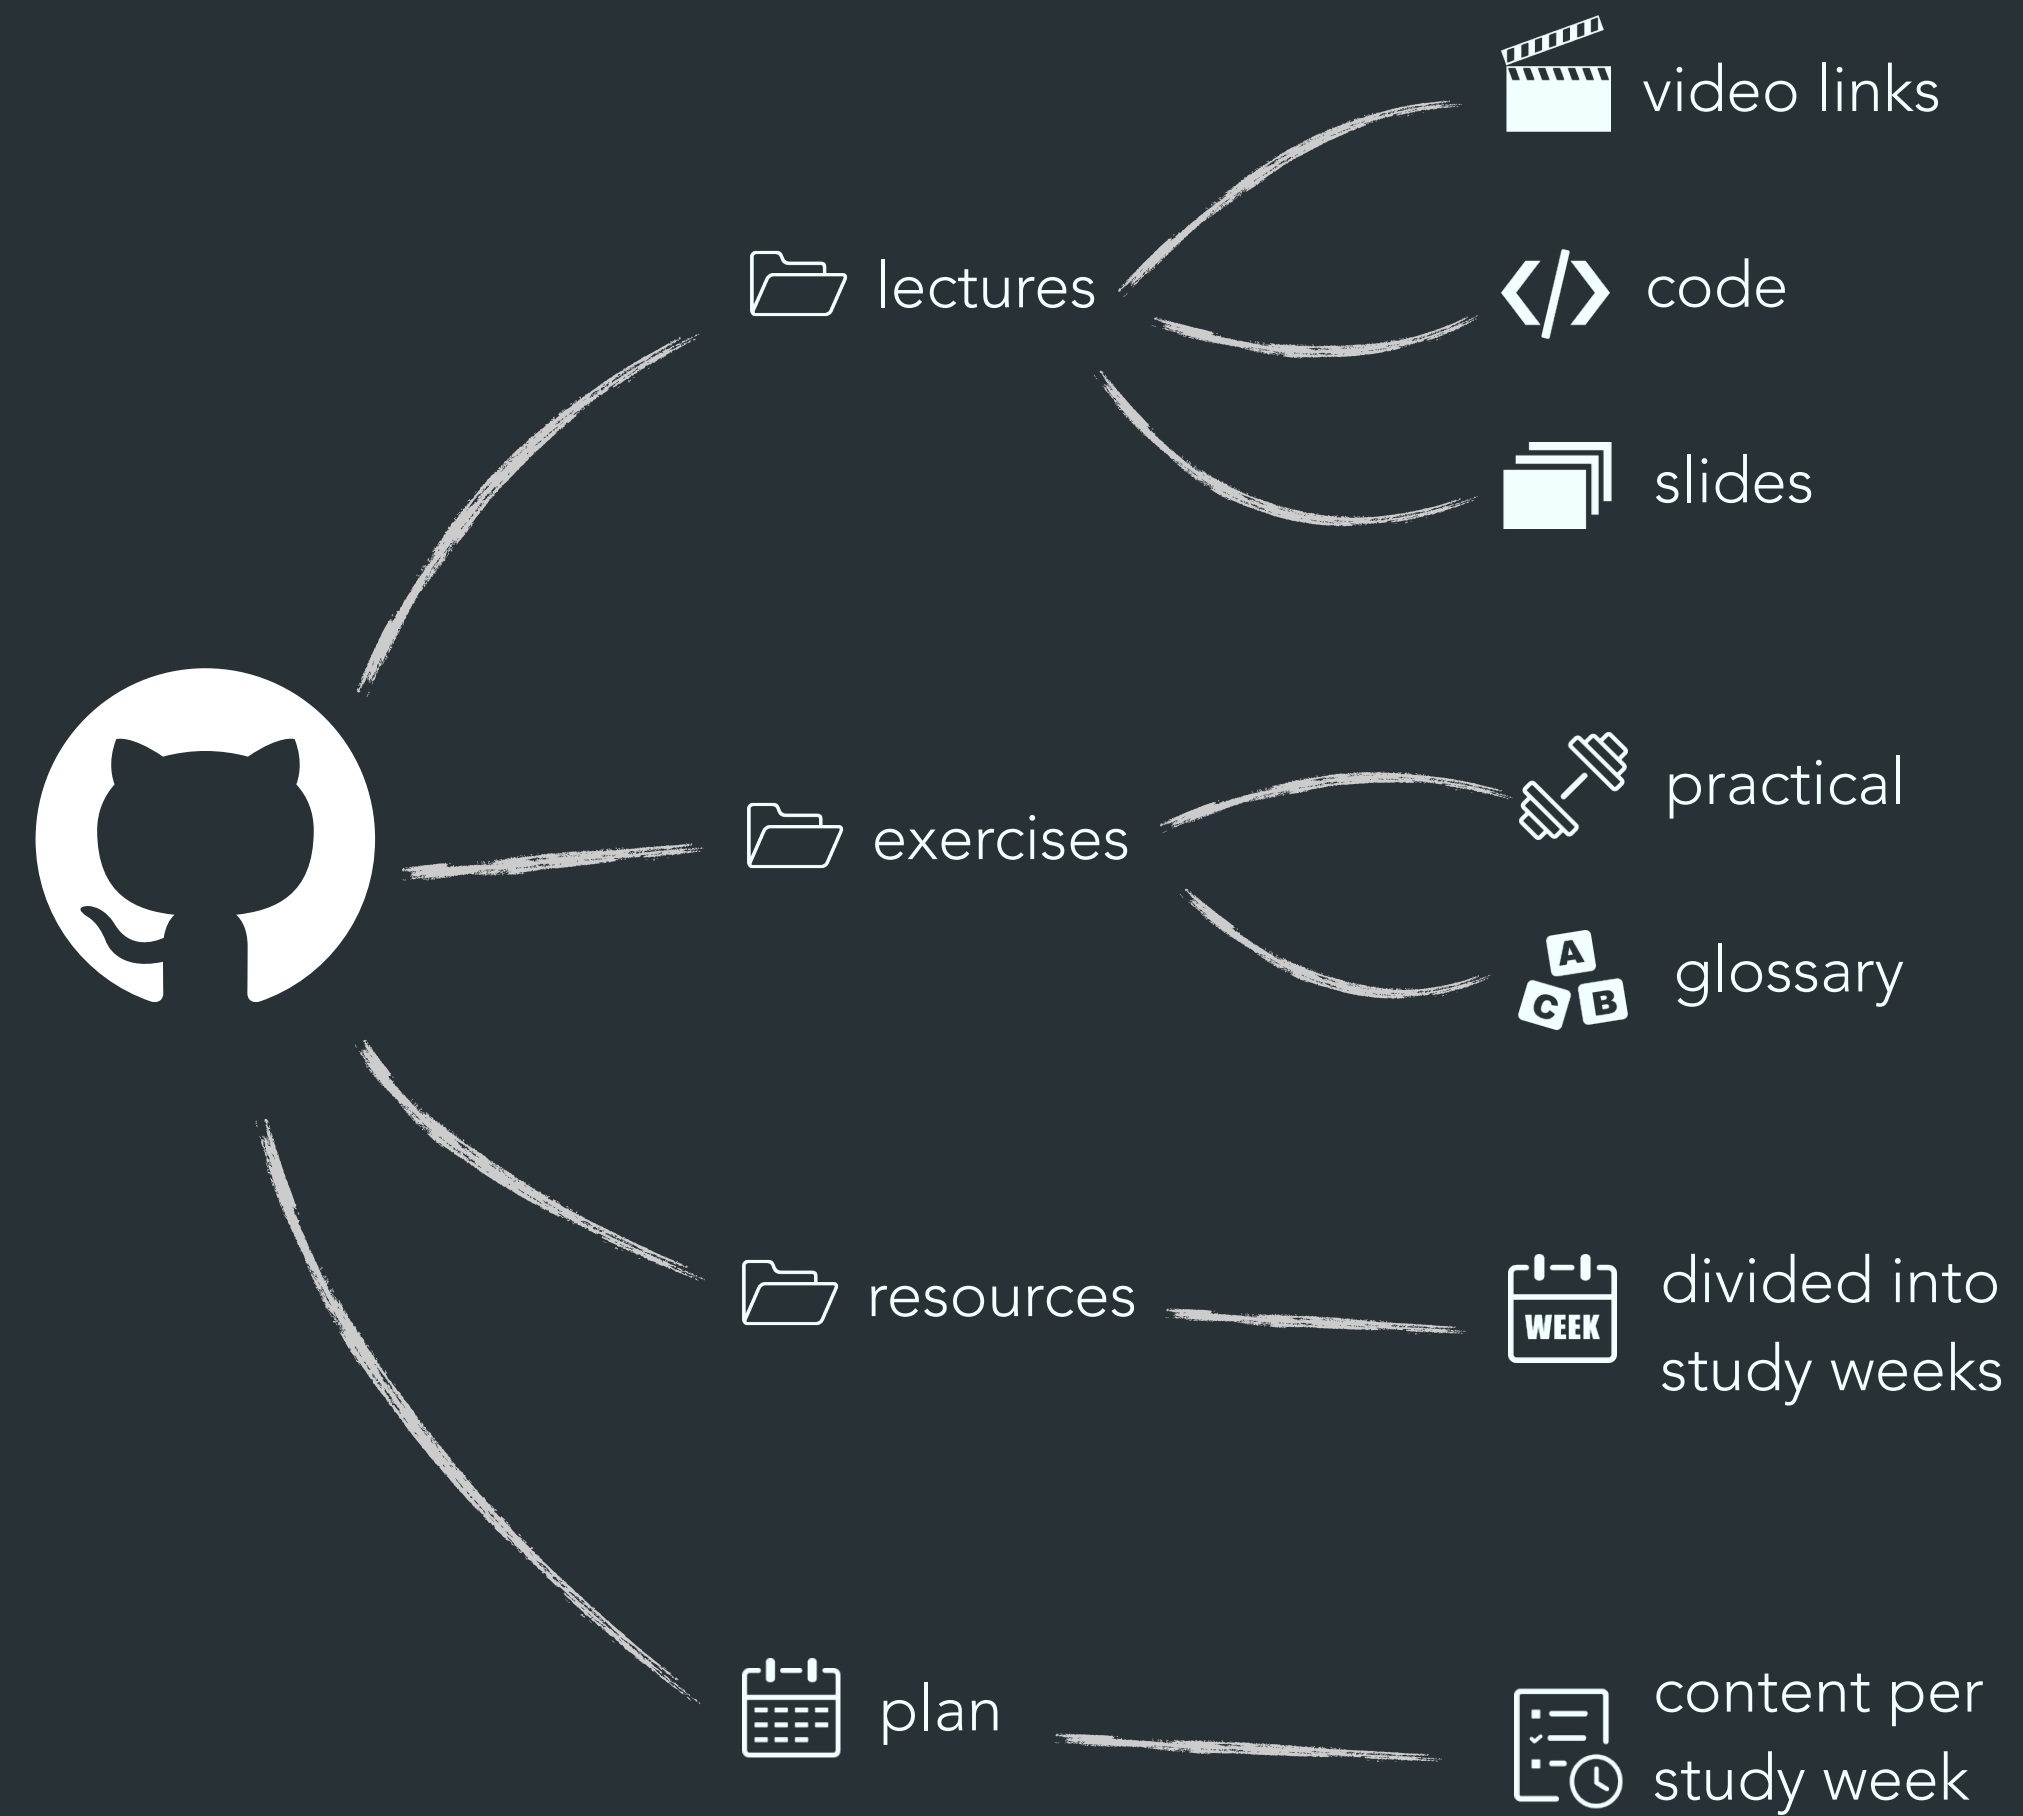 video links
lectures
code
slides
practical
exercises
A
C B
glossary
resources
WEEK
divided into
study weeks
plan
content per
study week